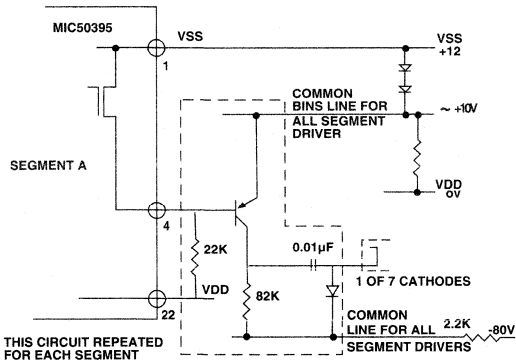 MIC50395
VSS
1
VSS
+12
COMMON
BINS LINE FOR
ALL SEGMENT
DRIVER
~ +10V
SEGMENT A
VDD
0V
4
22K
0.01µF
1 OF 7 CATHODES
VDD
82K
22
COMMON
LINE FOR ALL
SEGMENT DRIVERS
2.2K
-80V
THIS CIRCUIT REPEATED
FOR EACH SEGMENT